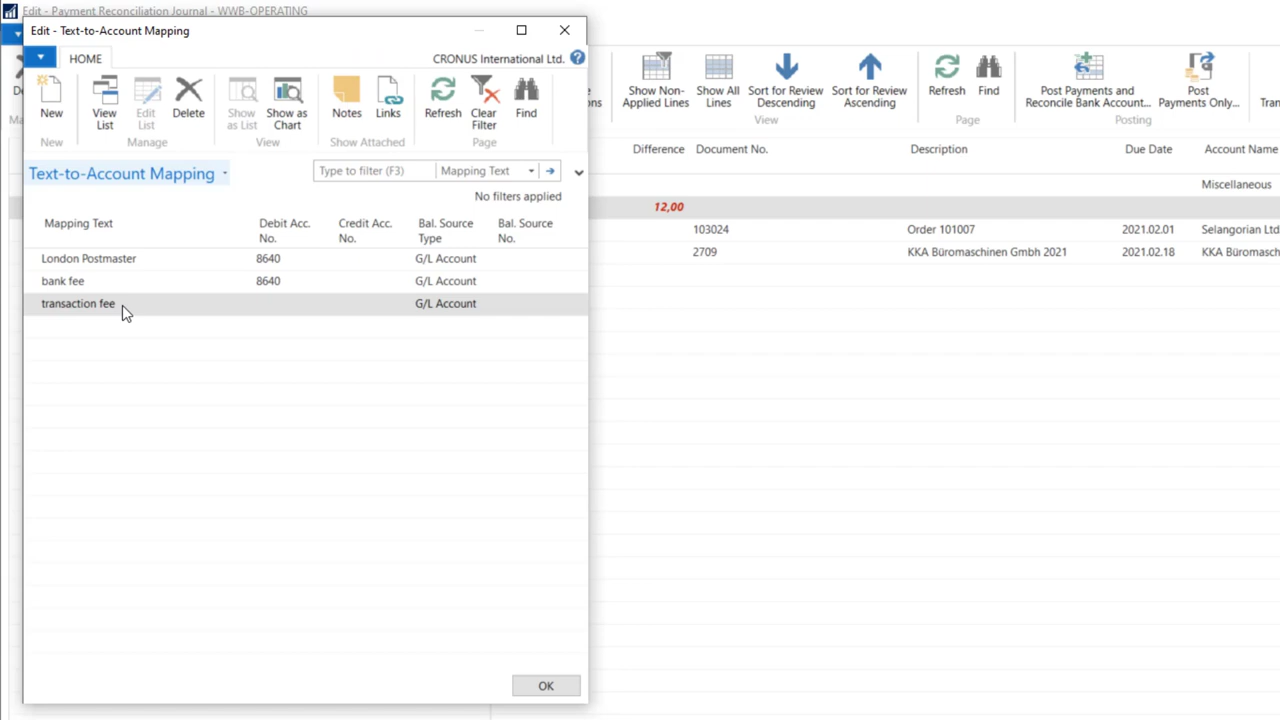 Edit - Payment Reconciliation Journal - WWB-OPERATING
Edit - Text-to-Account Mapping
HOME
CRONUS International Ltd.
New
View List
Edit List
Delete
Show as List
Show as Chart
Notes
Links
Refresh
Clear Filter
Find
New
Manage
View
Show Attached
Page
Text-to-Account Mapping
Type to filter (F3)
Mapping Text
No filters applied
Mapping Text
Debit Acc. No.
Credit Acc. No.
Bal. Source Type
Bal. Source No.
London Postmaster 8640 G/L Account
bank fee 8640 G/L Account
transaction fee G/L Account
OK
Show Non-Applied Lines
Show All Lines
Sort for Review Descending
Sort for Review Ascending
Refresh
Find
Post Payments and Reconcile Bank Account...
Post Payments Only...
View
Page
Posting
Difference Document No. Description Due Date Account Name
Miscellaneous
12,00
103024 Order 101007 2021.02.01 Selangorian Ltd
2709 KKA Büromaschinen Gmbh 2021 2021.02.18 KKA Büromasch